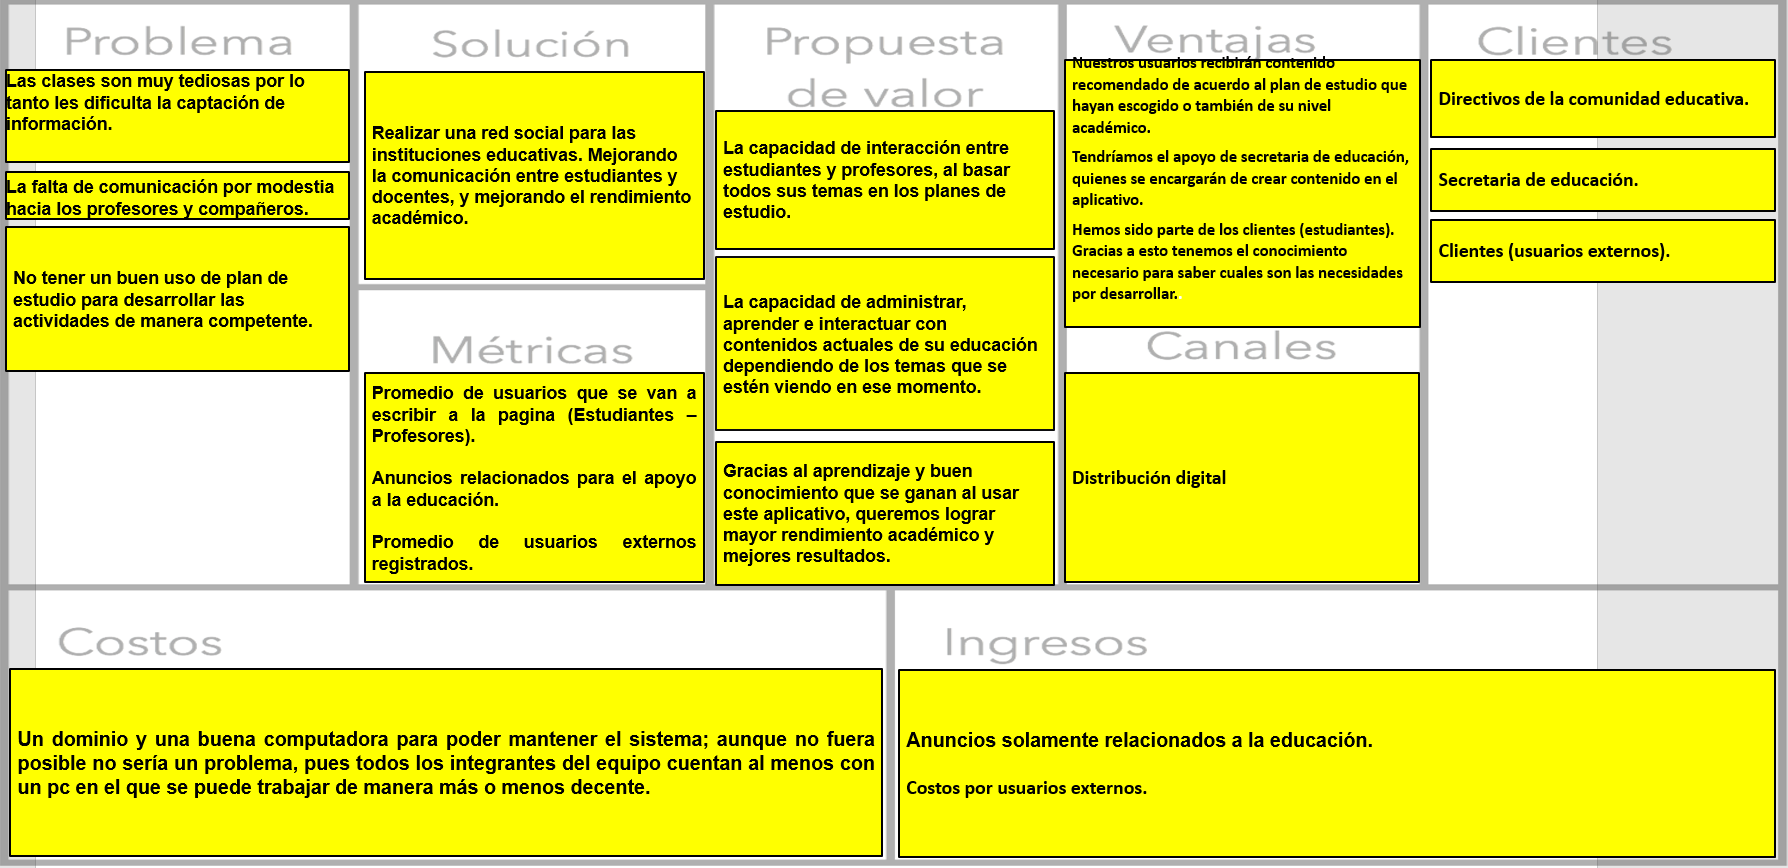 Problema
Las clases son muy tediosas por lo
tanto les dificulta la captación de
información.
La falta de comunicación por modestia
hacia los profesores y compañeros.
No tener un buen uso de plan de
estudio para desarrollar las
actividades de manera competente.
Solución
Realizar una red social para las
instituciones educativas. Mejorando
la comunicación entre estudiantes y
docentes, y mejorando el rendimiento
académico.
Métricas
Promedio de usuarios que se van a
escribir a la pagina (Estudiantes –
Profesores).
Anuncios relacionados para el apoyo
a la educación.
Promedio de usuarios externos
registrados.
Propuesta
de valor
La capacidad de interacción entre
estudiantes y profesores, al basar
todos sus temas en los planes de
estudio.
La capacidad de administrar,
aprender e interactuar con
contenidos actuales de su educación
dependiendo de los temas que se
estén viendo en ese momento.
Gracias al aprendizaje y buen
conocimiento que se ganan al usar
este aplicativo, queremos lograr
mayor rendimiento académico y
mejores resultados.
Ventajas
Nuestros usuarios recibirán contenido
recomendado de acuerdo al plan de estudio que
hayan escogido o también de su nivel
académico.
Tendríamos el apoyo de secretaria de educación,
quienes se encargarán de crear contenido en el
aplicativo.
Hemos sido parte de los clientes (estudiantes).
Gracias a esto tenemos el conocimiento
necesario para saber cuales son las necesidades
por desarrollar.
Canales
Distribución digital
Clientes
Directivos de la comunidad educativa.
Secretaria de educación.
Clientes (usuarios externos).
Costos
Un dominio y una buena computadora para poder mantener el sistema; aunque no fuera
posible no sería un problema, pues todos los integrantes del equipo cuentan al menos con
un pc en el que se puede trabajar de manera más o menos decente.
Ingresos
Anuncios solamente relacionados a la educación.
Costos por usuarios externos.